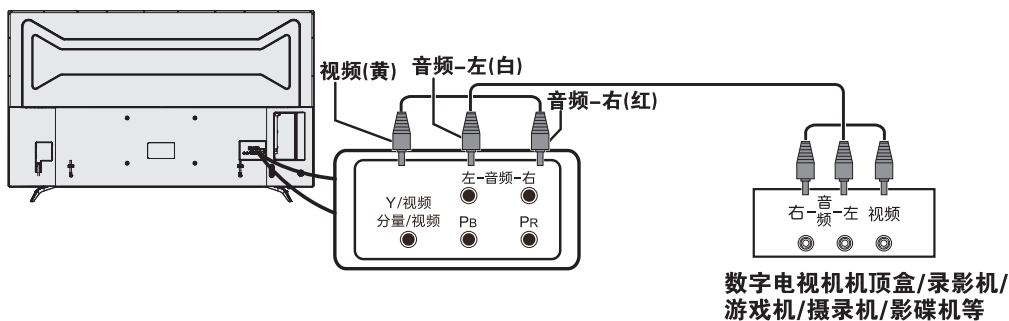 视频(黄)
音频-左(白)
音频-右(红)
左-音频-右
Y/视频
分量/视频
PB
PR
右-音频-左
视频
数字电视机机顶盒/录影机/
游戏机/摄录机/影碟机等